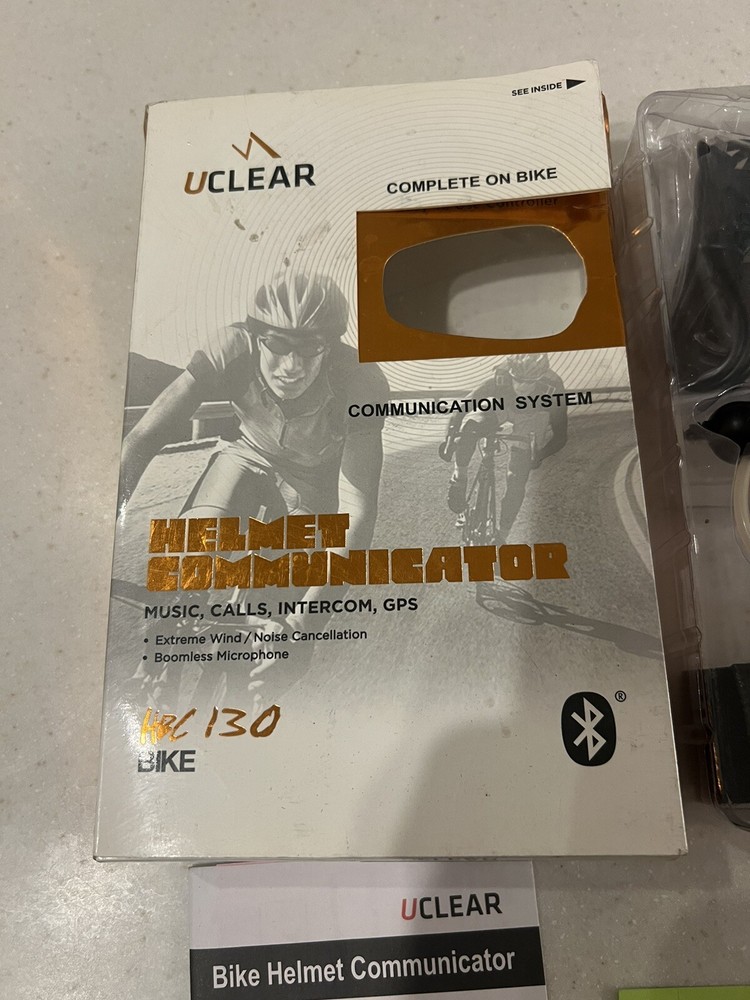 SEE INSIDE
UCLEAR
COMPLETE ON BIKE
Controller
COMMUNICATION SYSTEM
HELMET
COMMUNICATOR
MUSIC, CALLS, INTERCOM, GPS
• Extreme Wind / Noise Cancellation
• Boomless Microphone
HBC 130
BIKE
®
UCLEAR
Bike Helmet Communicator